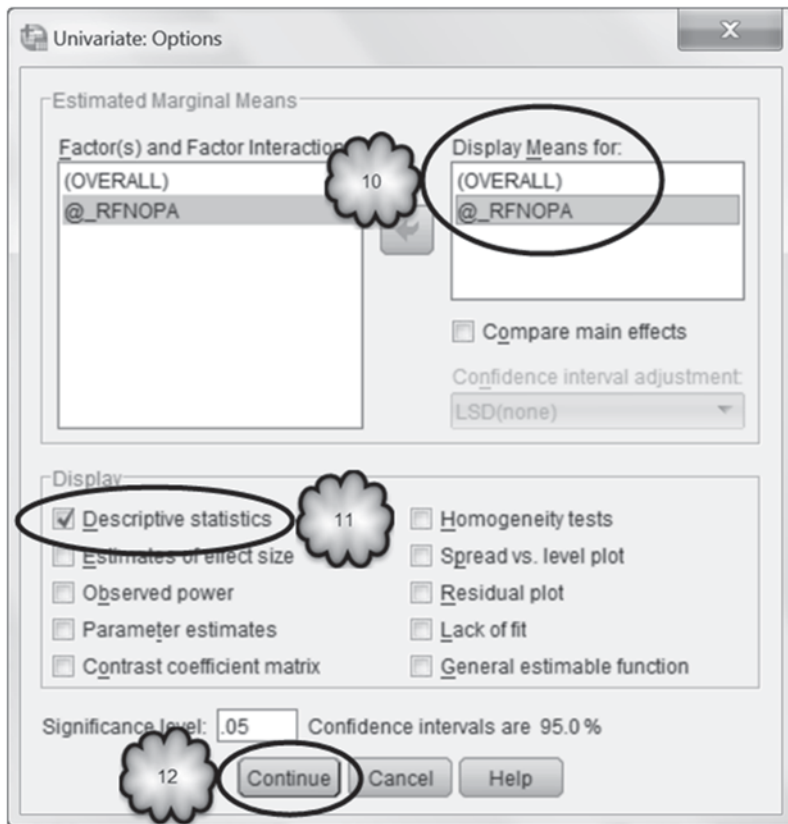 Univariate: Options
Estimated Marginal Means
Factor(s) and Factor Interaction
(OVERALL)
@_RFNOPA
10
Display Means for:
(OVERALL)
@_RFNOPA
Compare main effects
Confidence interval adjustment:
LSD(none)
Display
Descriptive statistics
11
Estimates of effect size
Observed power
Parameter estimates
Contrast coefficient matrix
Homogeneity tests
Spread vs. level plot
Residual plot
Lack of fit
General estimable function
Significance level: .05 Confidence intervals are 95.0 %
12
Continue Cancel Help